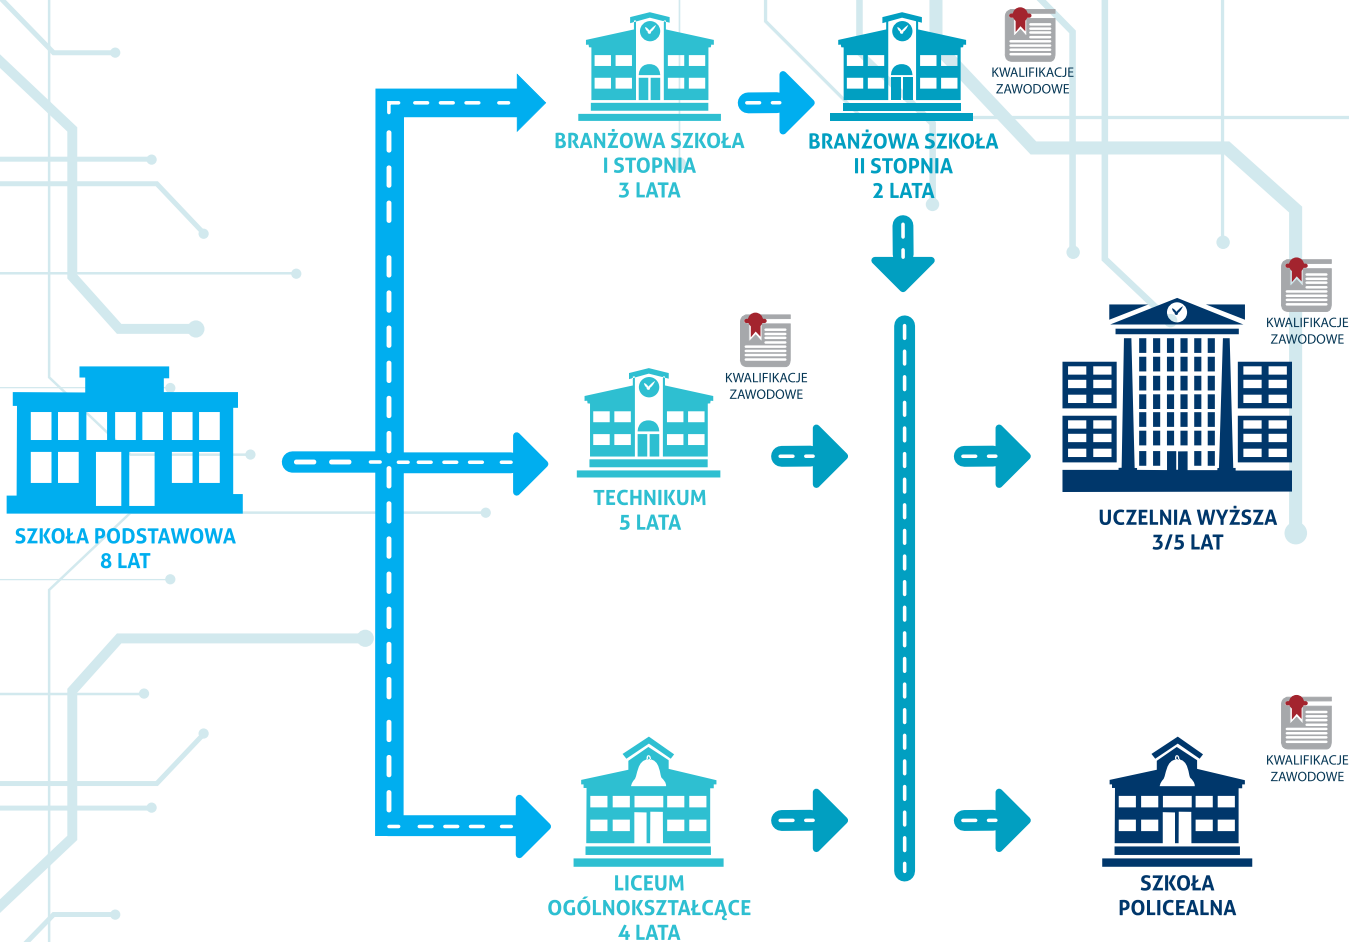 KWALIFIKACJE
ZAWODOWE
BRANŻOWA SZKOŁA
I STOPNIA
3 LATA
BRANŻOWA SZKOŁA
II STOPNIA
2 LATA
KWALIFIKACJE
ZAWODOWE
KWALIFIKACJE
ZAWODOWE
TECHNIKUM
5 LATA
SZKOŁA PODSTAWOWA
8 LAT
UCZELNIA WYŻSZA
3/5 LAT
KWALIFIKACJE
ZAWODOWE
LICEUM
OGÓLNOKSZTAŁCĄCE
4 LATA
SZKOŁA
POLICEALNA